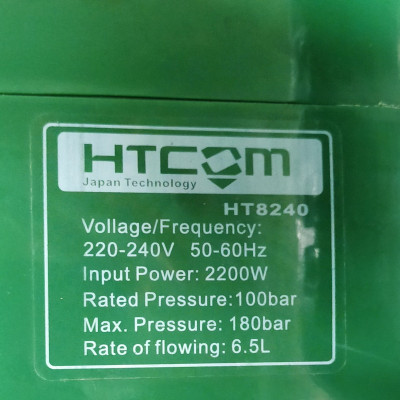 HTCOM
Japan Technology
HT8240
Vollage/Frequency:
220-240V 50-60Hz
Input Power: 2200W
Rated Pressure:100bar
Max. Pressure: 180bar
Rate of flowing: 6.5L